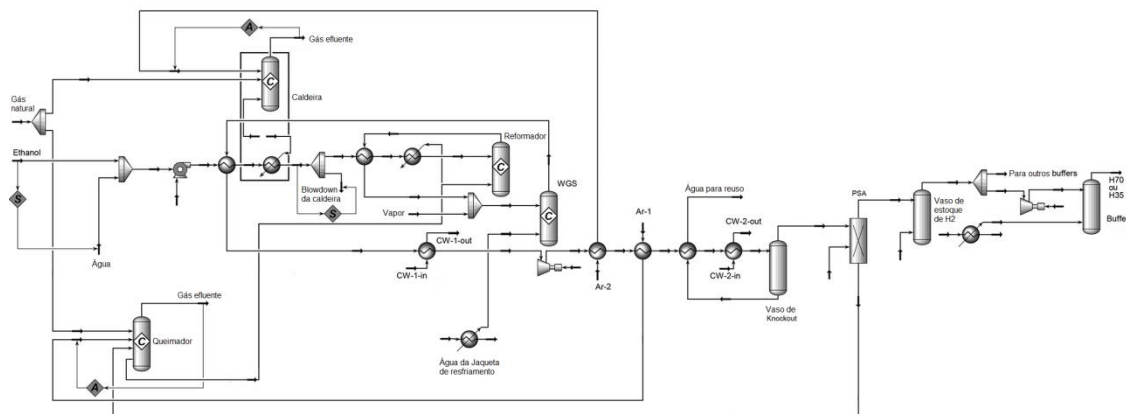 A
Gás efluente
C
Caldeira
Gás
natural
Ethanol
S
Água
Blowdown
da caldeira
S
Reformador
C
Vapor
WGS
C
CW-1-out
CW-1-in
Água da Jaqueta
de resfriamento
Gás efluente
C
Queimador
A
Ar-1
Ar-2
Água para reuso
CW-2-out
CW-2-in
Vaso de
Knockout
PSA
Vaso de
estoque
de H2
Para outros buffers
H70
ou
H35
Buffe